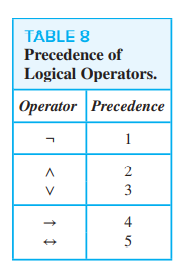 TABLE 8
Precedence of
Logical Operators.
Operator Precedence
¬ 1
∧ 2
∨ 3
→ 4
↔ 5